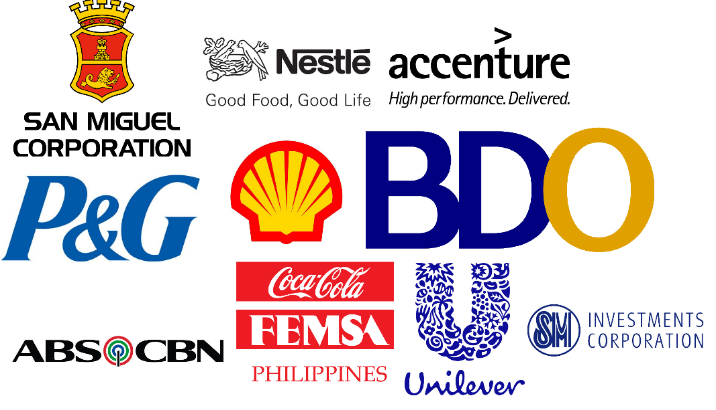 Nestlé
Good Food, Good Life
>
accenture
High performance. Delivered.
SAN MIGUEL
CORPORATION
P&G
BDO
Coca-Cola
FEMSA
PHILIPPINES
Unilever
SM
INVESTMENTS
CORPORATION
ABS CBN